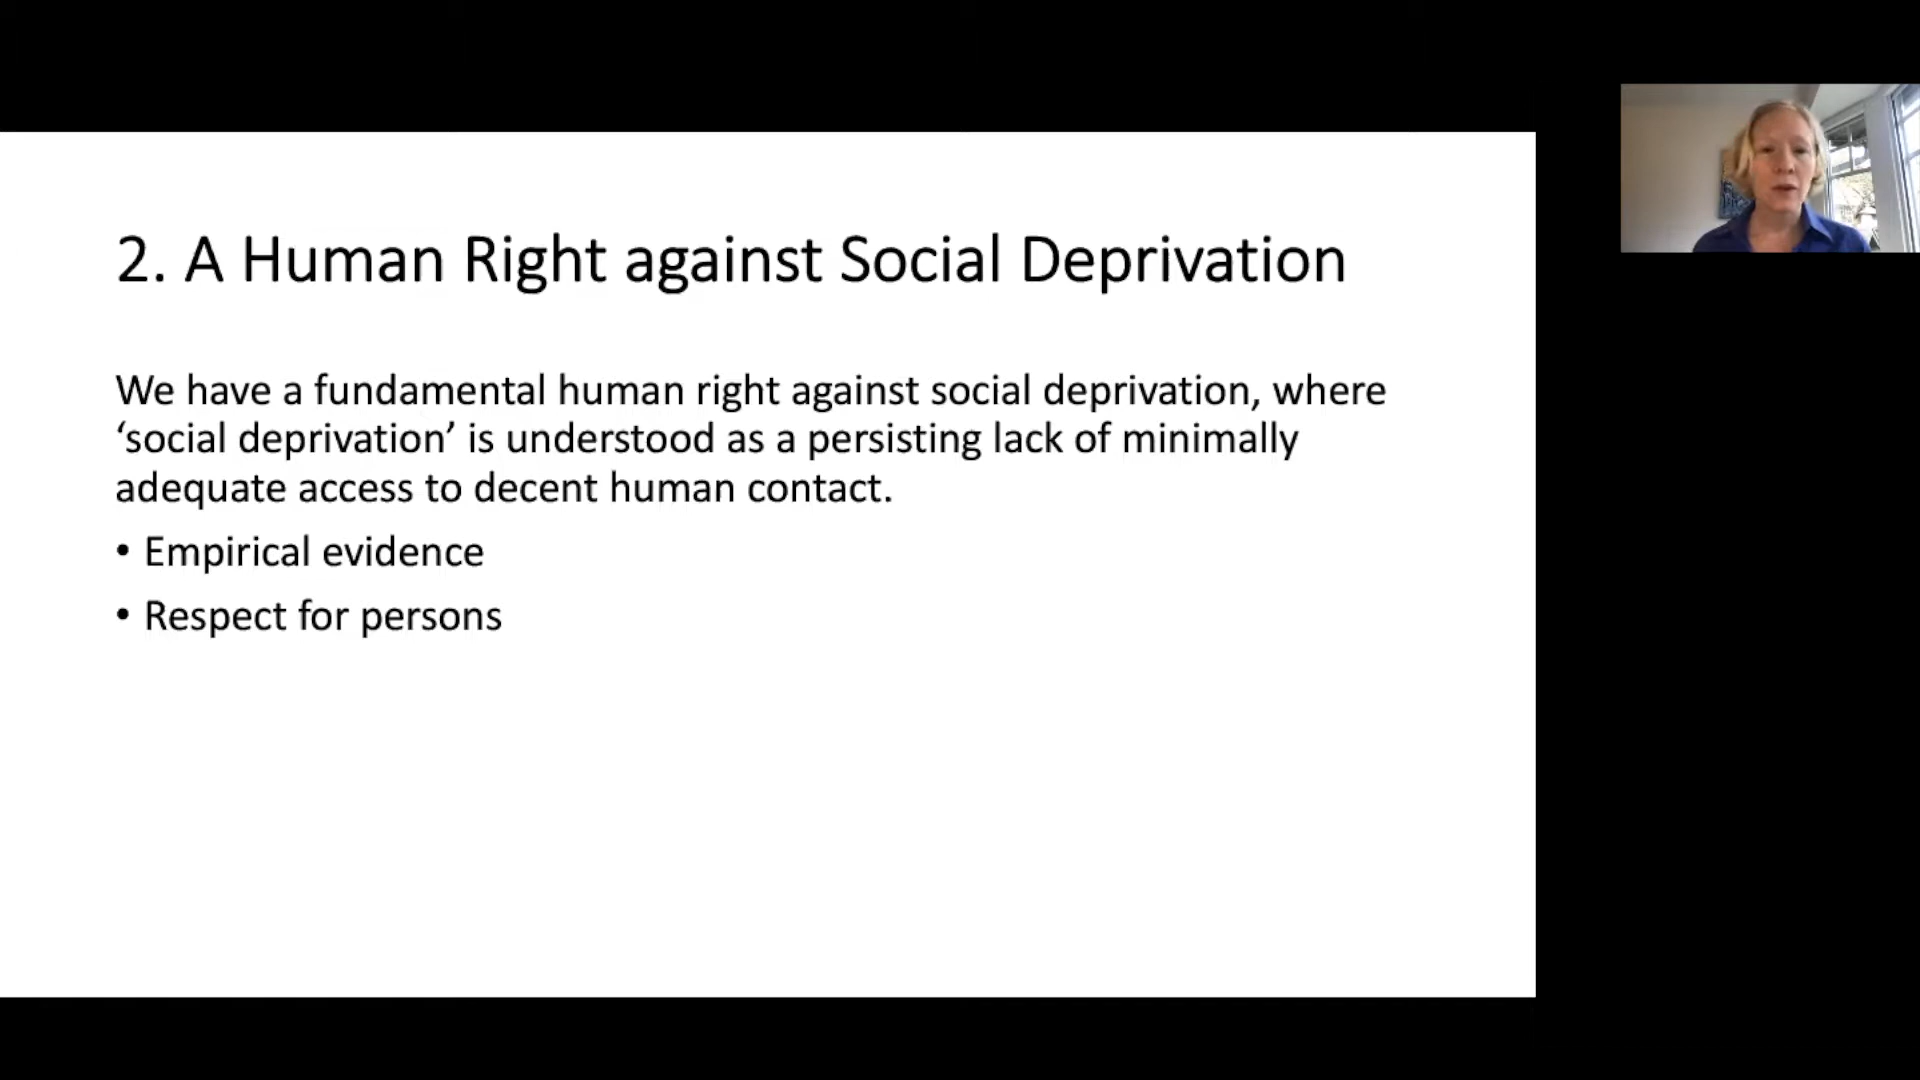 2. A Human Right against Social Deprivation
We have a fundamental human right against social deprivation, where
‘social deprivation’ is understood as a persisting lack of minimally
adequate access to decent human contact.
• Empirical evidence
• Respect for persons